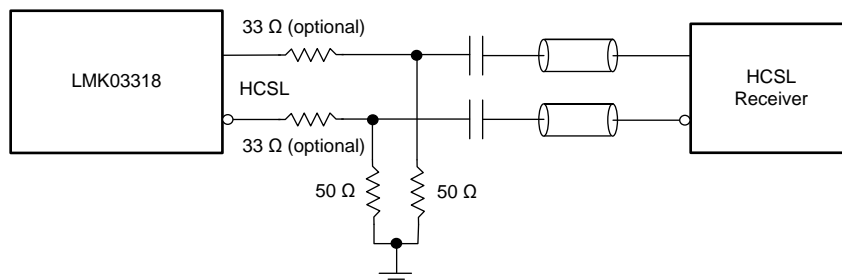 33 Ω (optional)
LMK03318
HCSL
HCSL
Receiver
33 Ω (optional)
50 Ω
50 Ω